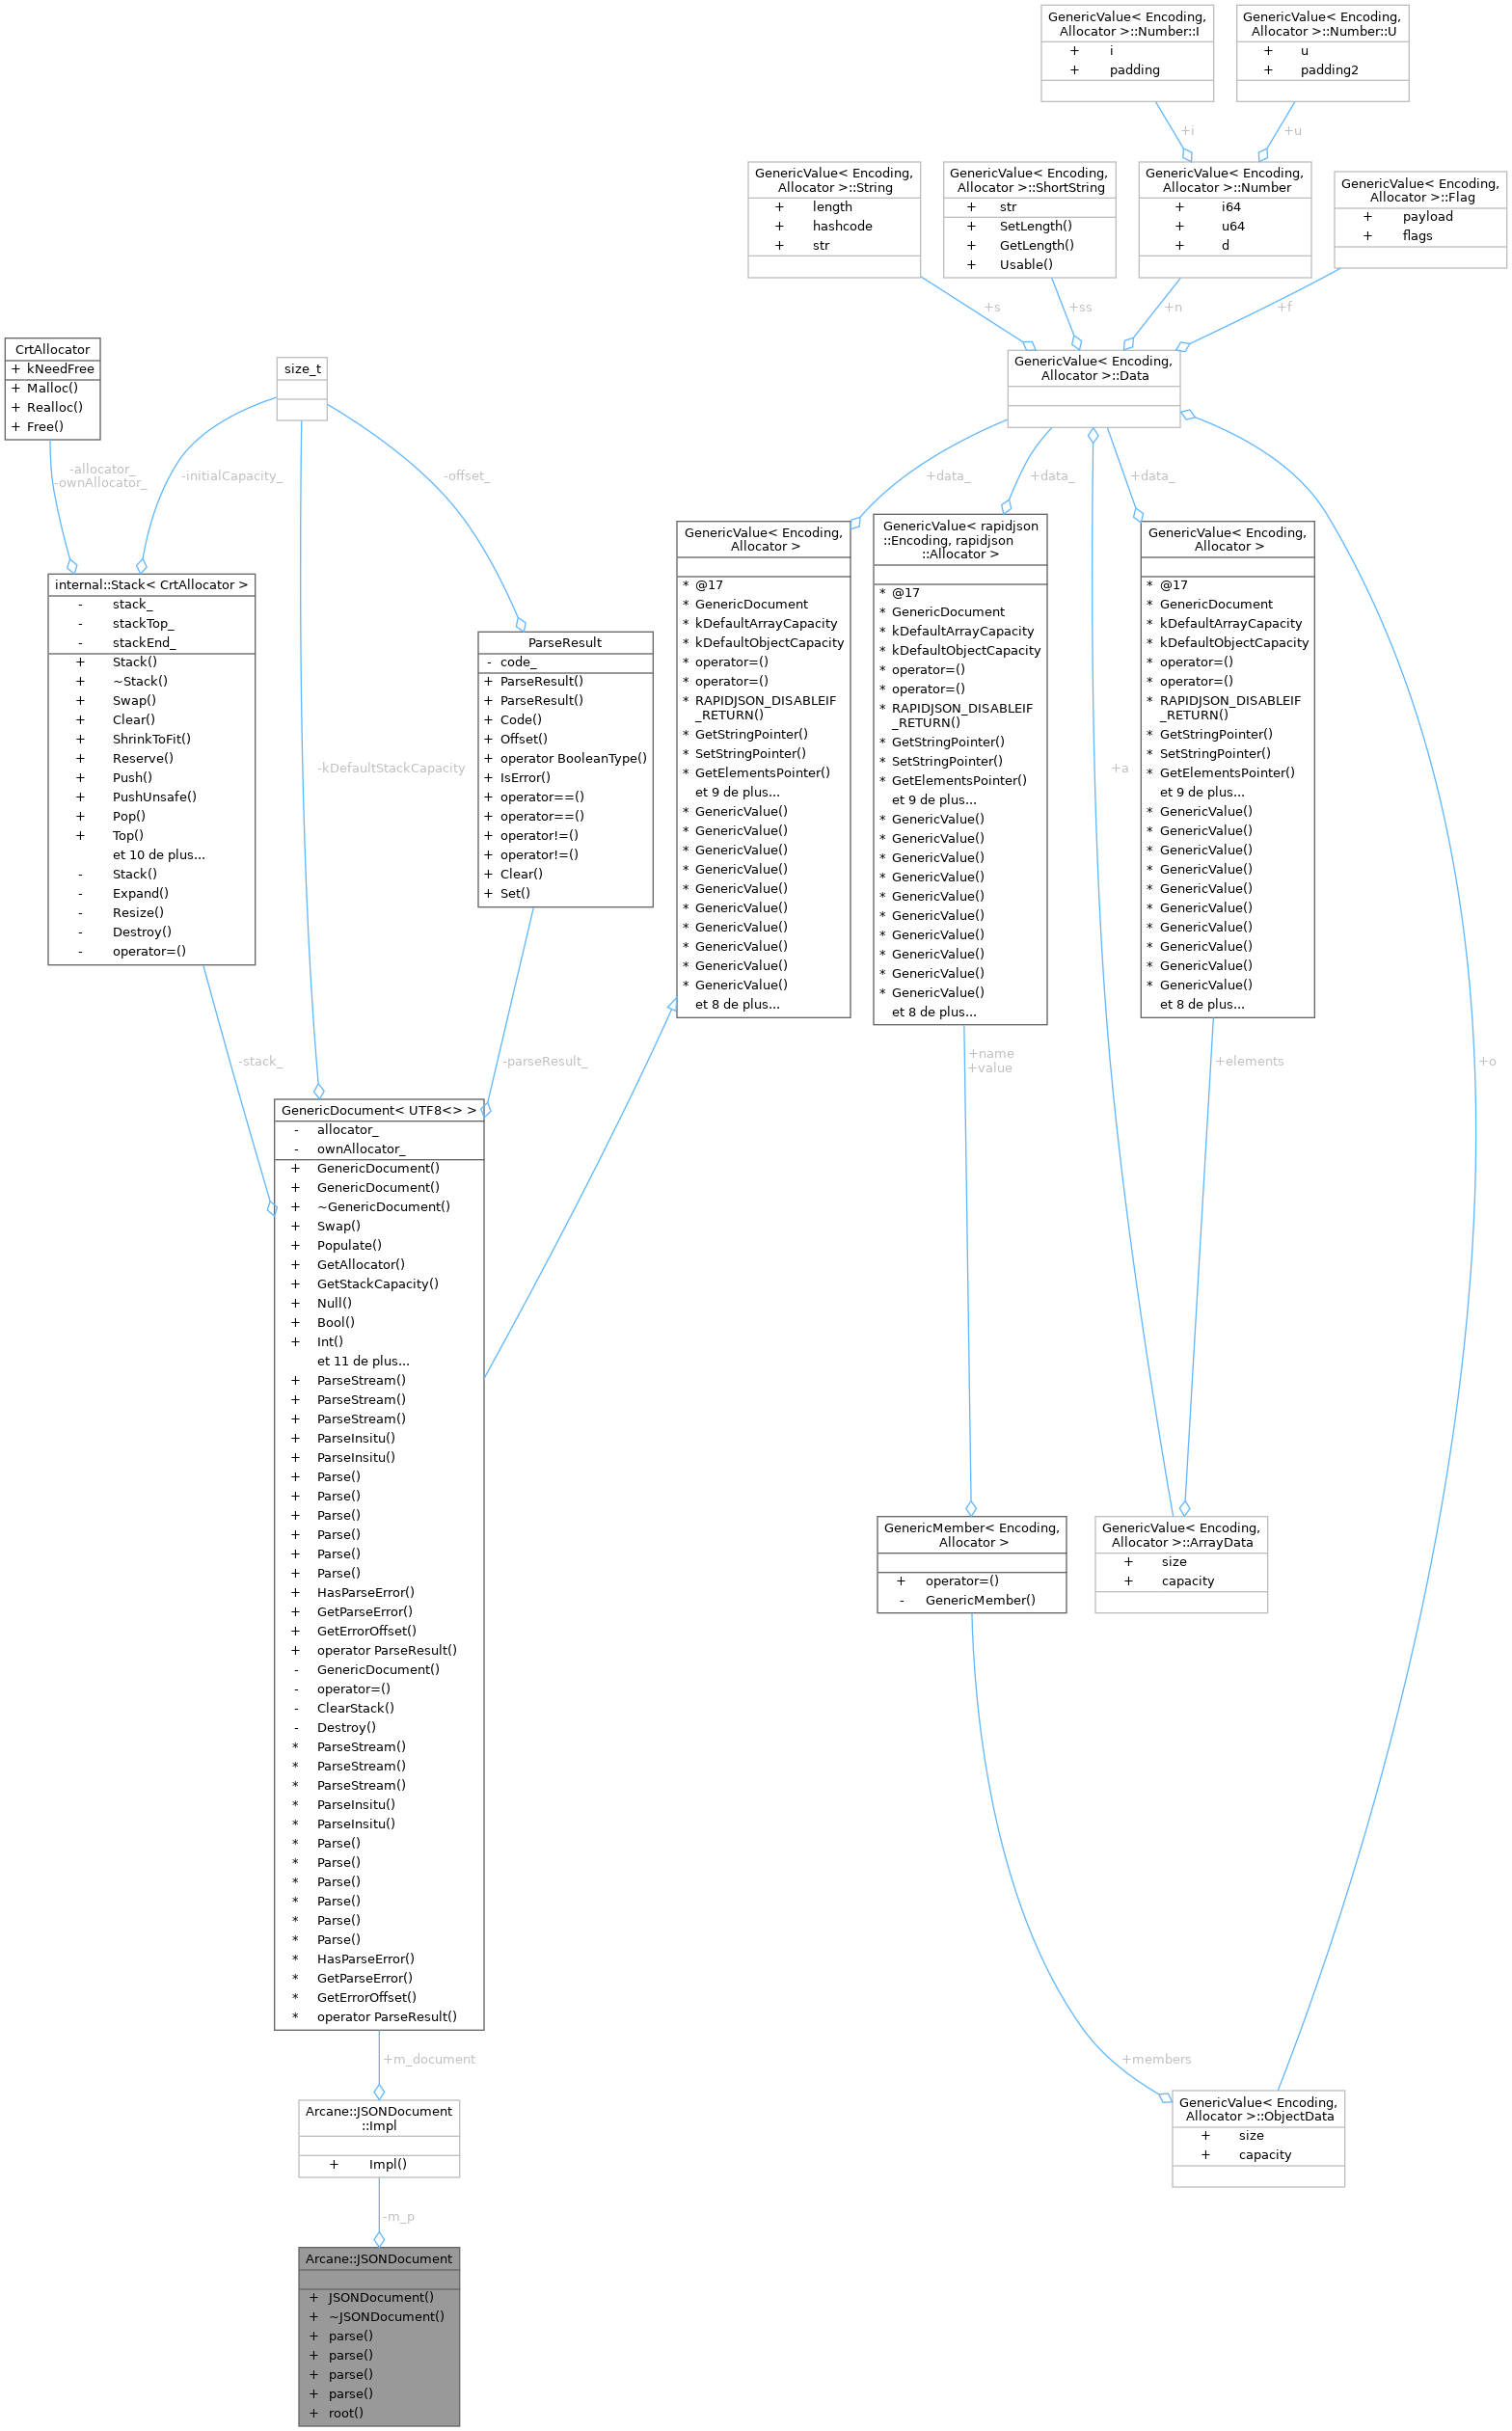 GenericValue< Encoding,
Allocator >::Number::I
+ i
+ padding
GenericValue< Encoding,
Allocator >::Number::U
+ u
+ padding2
+i
+u
GenericValue< Encoding,
Allocator >::String
+ length
+ hashcode
+ str
GenericValue< Encoding,
Allocator >::ShortString
+ str
+ SetLength()
+ GetLength()
+ Usable()
GenericValue< Encoding,
Allocator >::Number
+ i64
+ u64
+ d
GenericValue< Encoding,
Allocator >::Flag
+ payload
+ flags
+s
+ss
+n
+f
CrtAllocator
+ kNeedFree
+ Malloc()
+ Realloc()
+ Free()
size_t
GenericValue< Encoding,
Allocator >::Data
-allocator_
-ownAllocator_
-initialCapacity_
-offset_
+data_
+data_
+data_
internal::Stack< CrtAllocator >
- stack_
- stackTop_
- stackEnd_
+ Stack()
+ ~Stack()
+ Swap()
+ Clear()
+ ShrinkToFit()
+ Reserve()
+ Push()
+ PushUnsafe()
+ Pop()
+ Top()
et 10 de plus...
- Stack()
- Expand()
- Resize()
- Destroy()
- operator=()
-kDefaultStackCapacity
ParseResult
- code_
+ ParseResult()
+ ParseResult()
+ Code()
+ Offset()
+ operator BooleanType()
+ IsError()
+ operator==()
+ operator==()
+ operator!=()
+ operator!=()
+ Clear()
+ Set()
GenericValue< Encoding,
Allocator >
* @17
* GenericDocument
* kDefaultArrayCapacity
* kDefaultObjectCapacity
* operator=()
* operator=()
* RAPIDJSON_DISABLEIF
_RETURN()
* GetStringPointer()
* SetStringPointer()
* GetElementsPointer()
et 9 de plus...
* GenericValue()
* GenericValue()
* GenericValue()
* GenericValue()
* GenericValue()
* GenericValue()
* GenericValue()
* GenericValue()
* GenericValue()
* GenericValue()
et 8 de plus...
GenericValue< rapidjson
::Encoding, rapidjson
::Allocator >
* @17
* GenericDocument
* kDefaultArrayCapacity
* kDefaultObjectCapacity
* operator=()
* operator=()
* RAPIDJSON_DISABLEIF
_RETURN()
* GetStringPointer()
* SetStringPointer()
* GetElementsPointer()
et 9 de plus...
* GenericValue()
* GenericValue()
* GenericValue()
* GenericValue()
* GenericValue()
* GenericValue()
* GenericValue()
* GenericValue()
* GenericValue()
* GenericValue()
et 8 de plus...
+a
GenericValue< Encoding,
Allocator >
* @17
* GenericDocument
* kDefaultArrayCapacity
* kDefaultObjectCapacity
* operator=()
* operator=()
* RAPIDJSON_DISABLEIF
_RETURN()
* GetStringPointer()
* SetStringPointer()
* GetElementsPointer()
et 9 de plus...
* GenericValue()
* GenericValue()
* GenericValue()
* GenericValue()
* GenericValue()
* GenericValue()
* GenericValue()
* GenericValue()
* GenericValue()
* GenericValue()
et 8 de plus...
-stack_
-parseResult_
+name
+value
+elements
+o
GenericDocument< UTF8<> >
- allocator_
- ownAllocator_
+ GenericDocument()
+ GenericDocument()
+ ~GenericDocument()
+ Swap()
+ Populate()
+ GetAllocator()
+ GetStackCapacity()
+ Null()
+ Bool()
+ Int()
et 11 de plus...
+ ParseStream()
+ ParseStream()
+ ParseStream()
+ ParseInsitu()
+ ParseInsitu()
+ Parse()
+ Parse()
+ Parse()
+ Parse()
+ Parse()
+ Parse()
+ HasParseError()
+ GetParseError()
+ GetErrorOffset()
+ operator ParseResult()
- GenericDocument()
- operator=()
- ClearStack()
- Destroy()
* ParseStream()
* ParseStream()
* ParseStream()
* ParseInsitu()
* ParseInsitu()
* Parse()
* Parse()
* Parse()
* Parse()
* Parse()
* Parse()
* HasParseError()
* GetParseError()
* GetErrorOffset()
* operator ParseResult()
GenericMember< Encoding,
Allocator >
+ operator=()
- GenericMember()
GenericValue< Encoding,
Allocator >::ArrayData
+ size
+ capacity
+m_document
+members
Arcane::JSONDocument
::Impl
+ Impl()
GenericValue< Encoding,
Allocator >::ObjectData
+ size
+ capacity
-m_p
Arcane::JSONDocument
+ JSONDocument()
+ ~JSONDocument()
+ parse()
+ parse()
+ parse()
+ parse()
+ root()